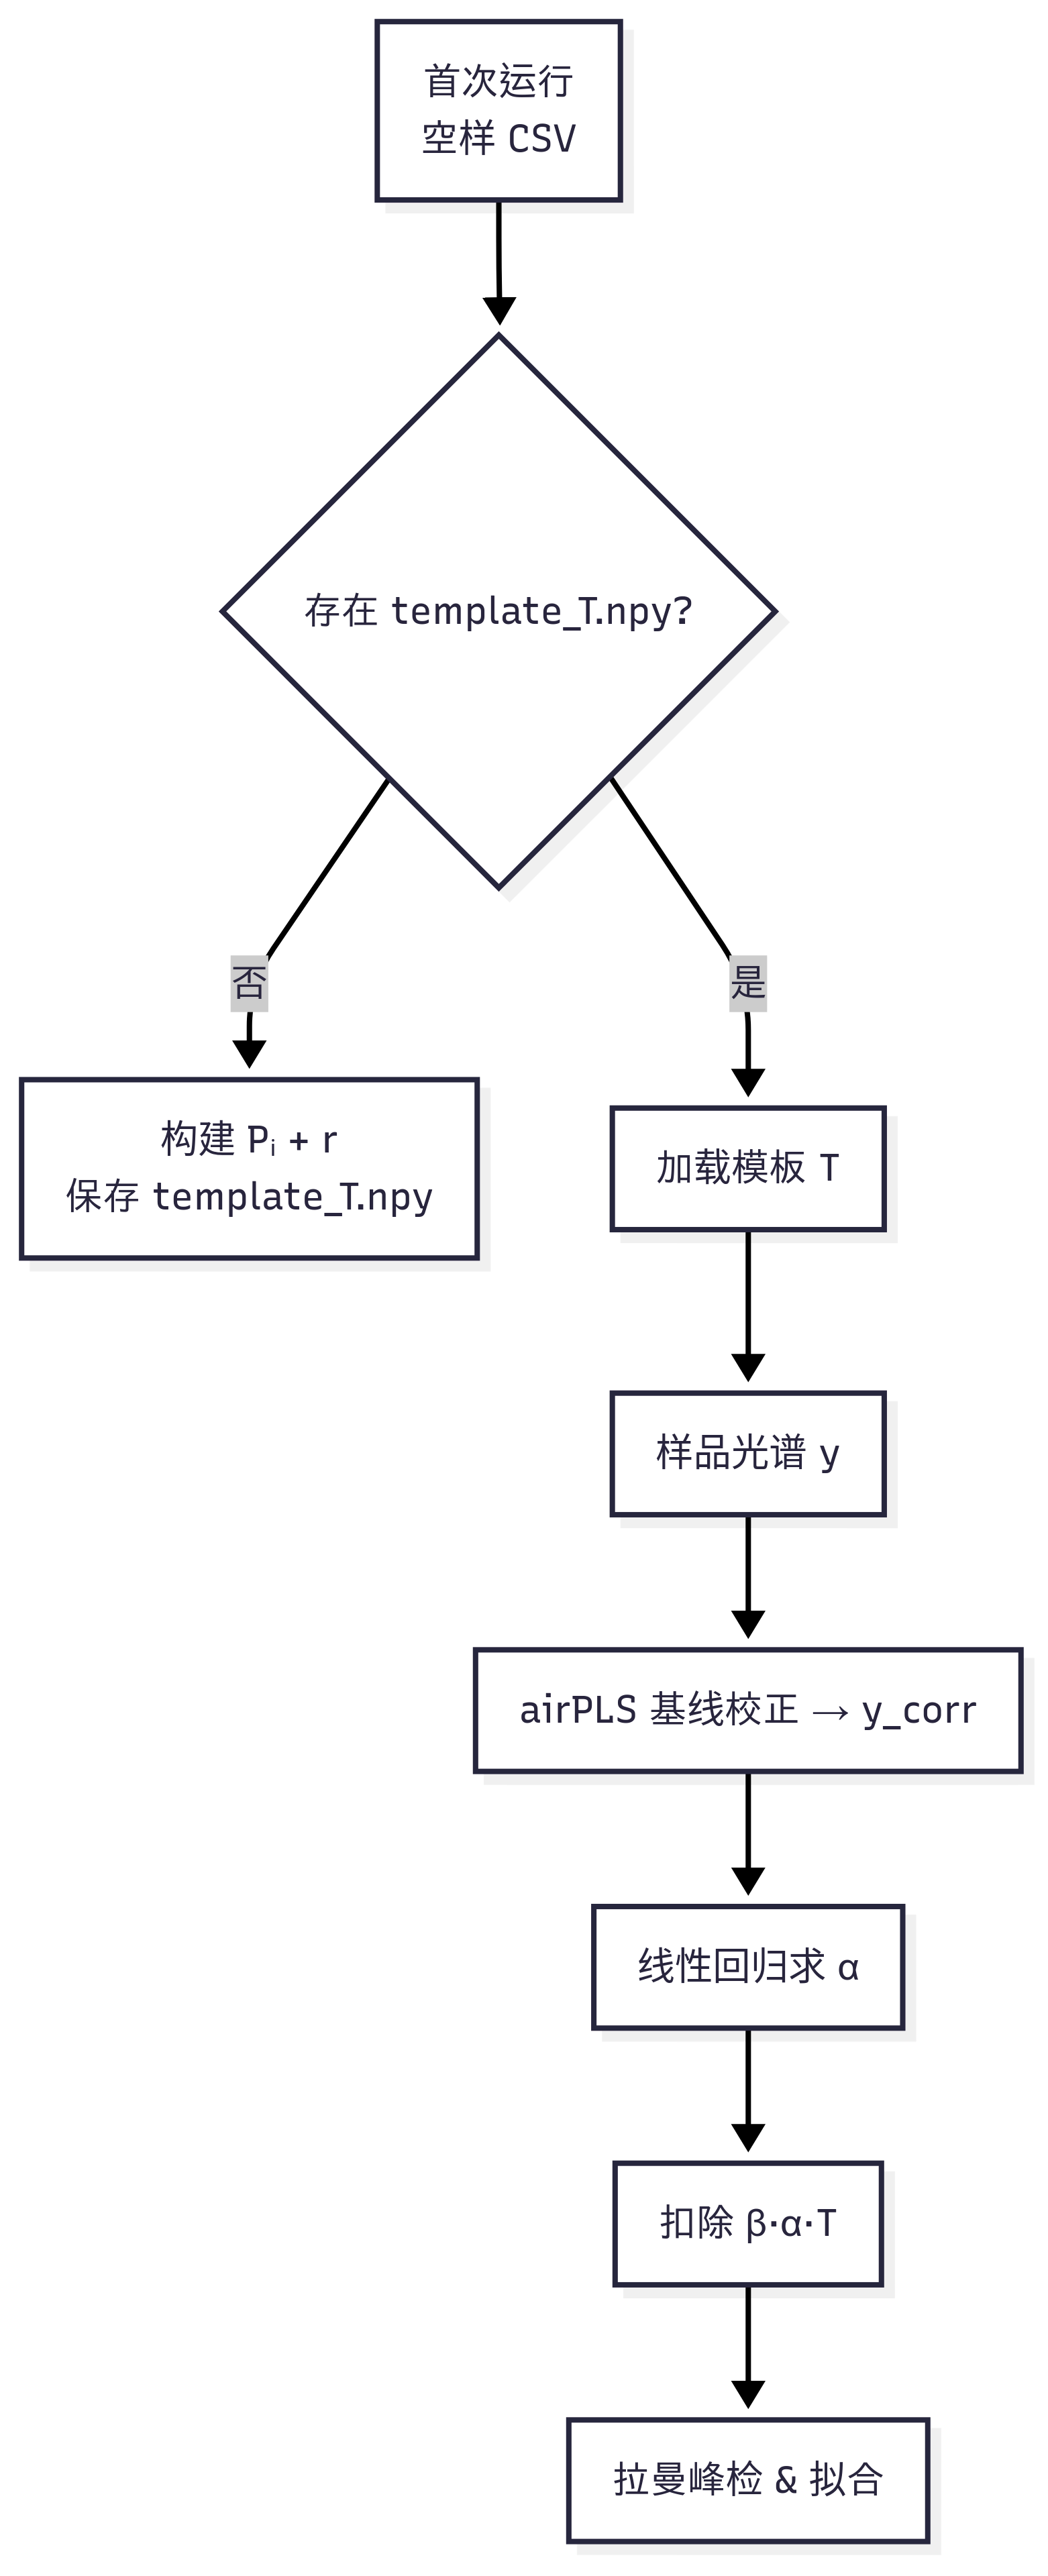 首次运行
空样 CSV
存在 template_T.npy?
否
是
构建 Pᵢ + r
保存 template_T.npy
加载模板 T
样品光谱 y
airPLS 基线校正 → y_corr
线性回归求 α
扣除 β·α·T
拉曼峰检 & 拟合